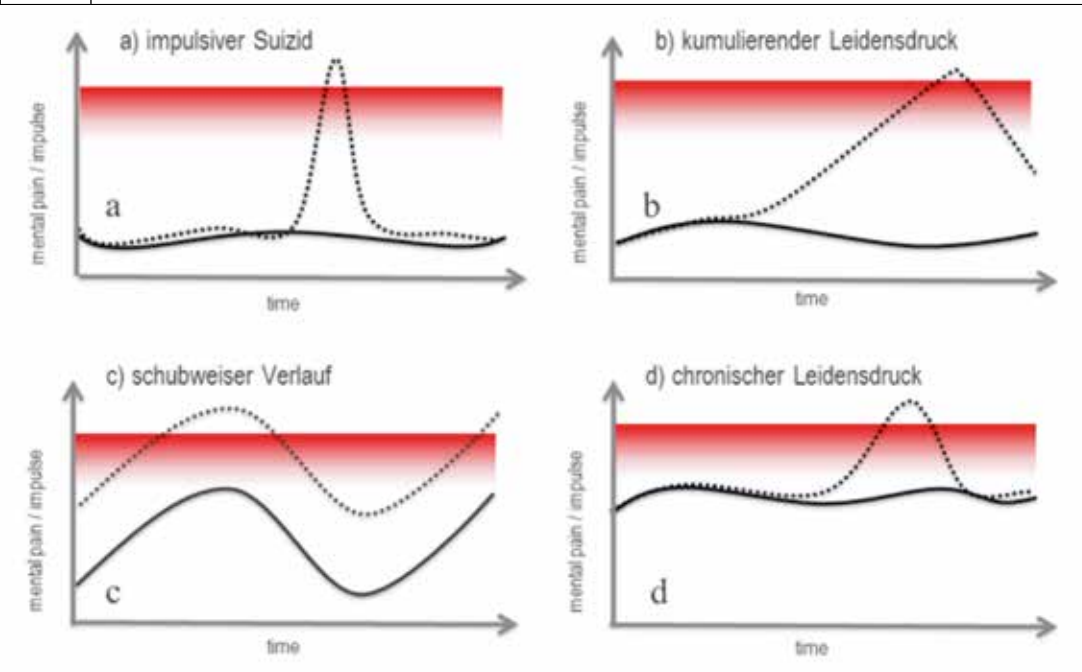 a) impulsiver Suizid
mental pain / impulse
a
time
b) kumulierender Leidensdruck
mental pain / impulse
b
time
c) schubweiser Verlauf
mental pain / impulse
c
time
d) chronischer Leidensdruck
mental pain / impulse
d
time